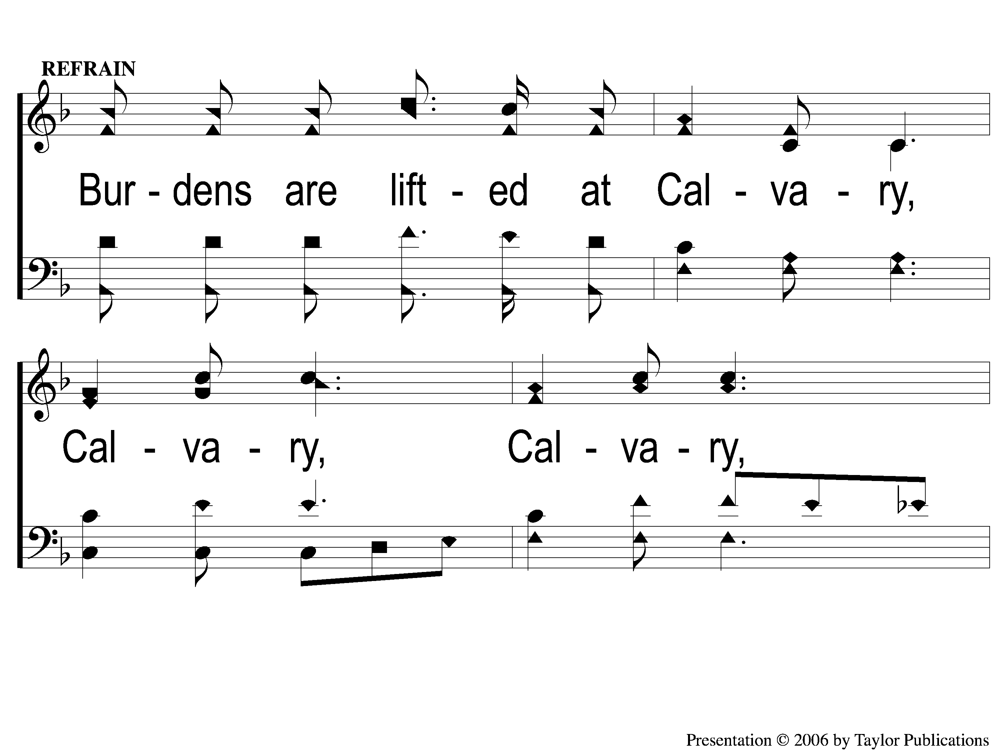 REFRAIN
Bur - dens are lift - ed at Cal - va - ry,
Cal - va - ry, Cal - va - ry,
Presentation © 2006 by Taylor Publications